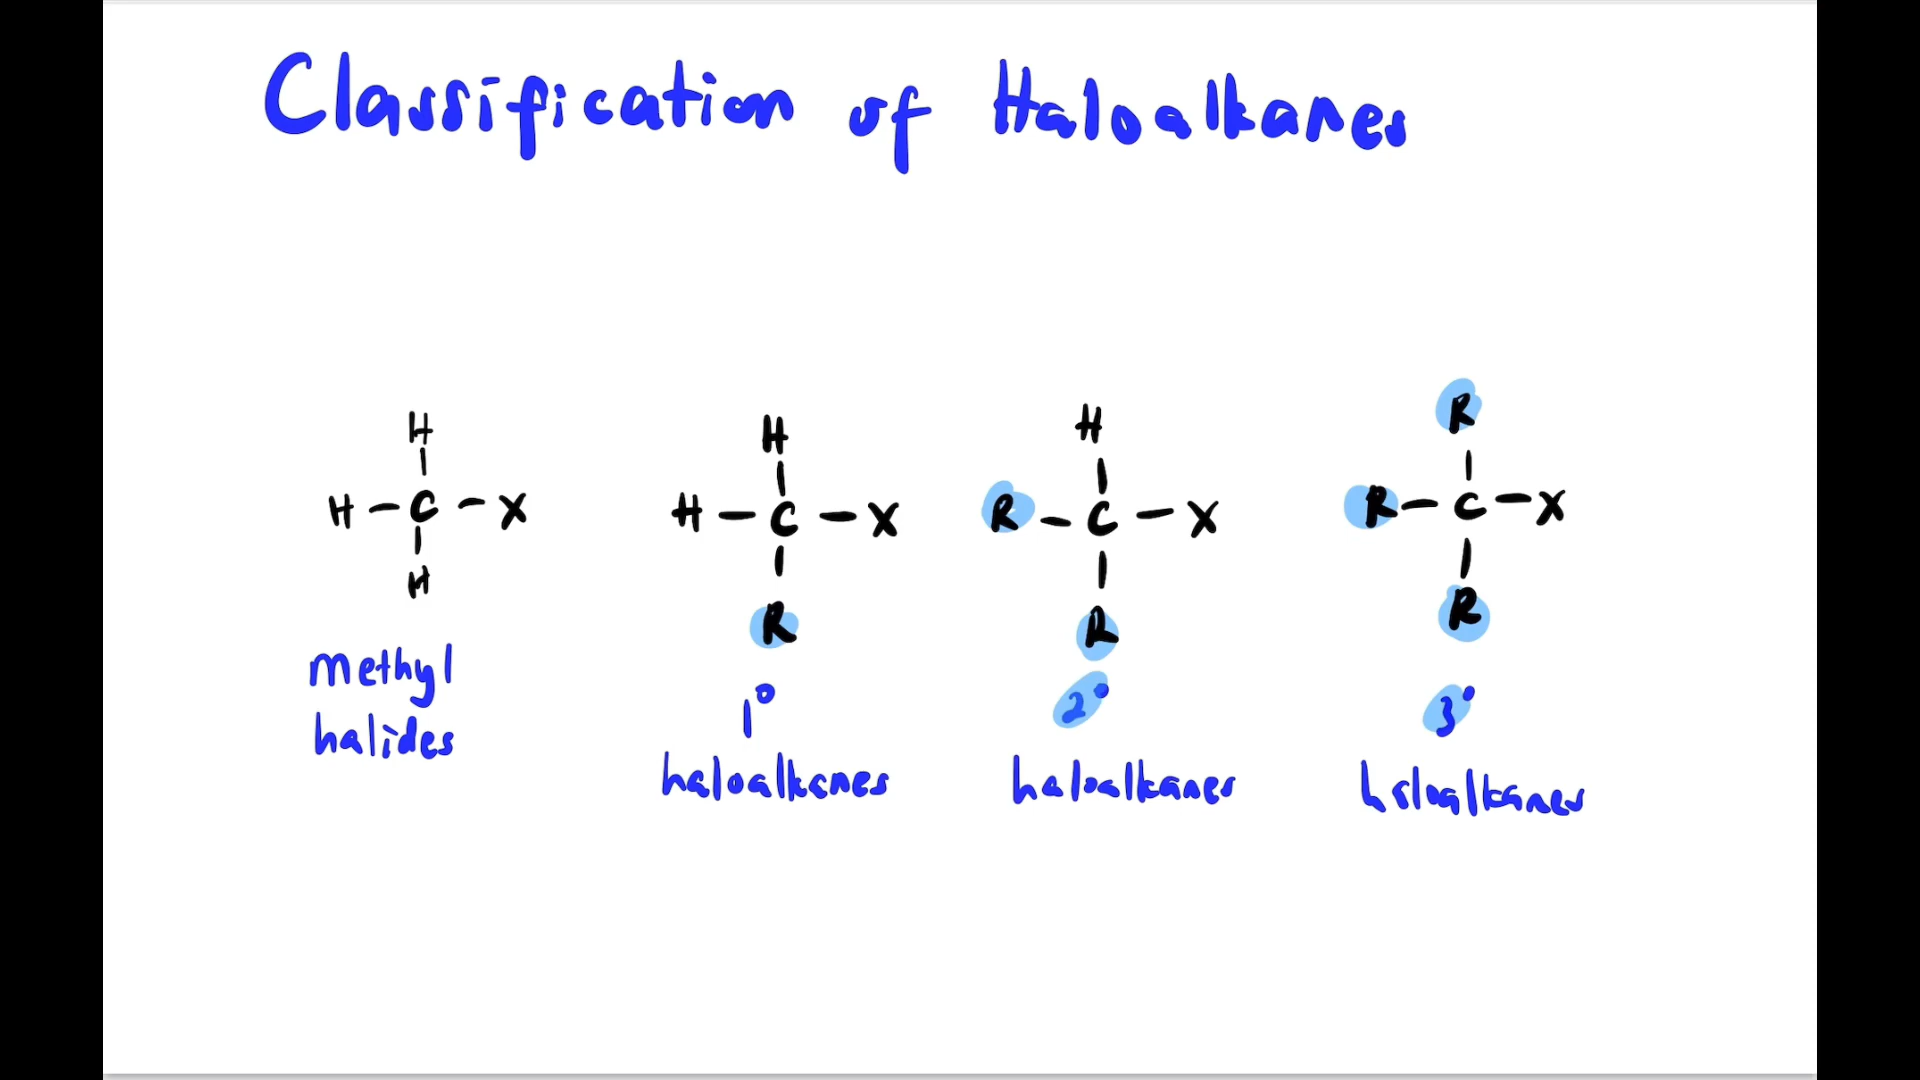 Classification of Haloalkanes
H
H - C - X
H
methyl
halides
H
H - C - X
R
1°
haloalkanes
H
R - C - X
R
2°
haloalkanes
R
R - C - X
R
3°
haloalkanes